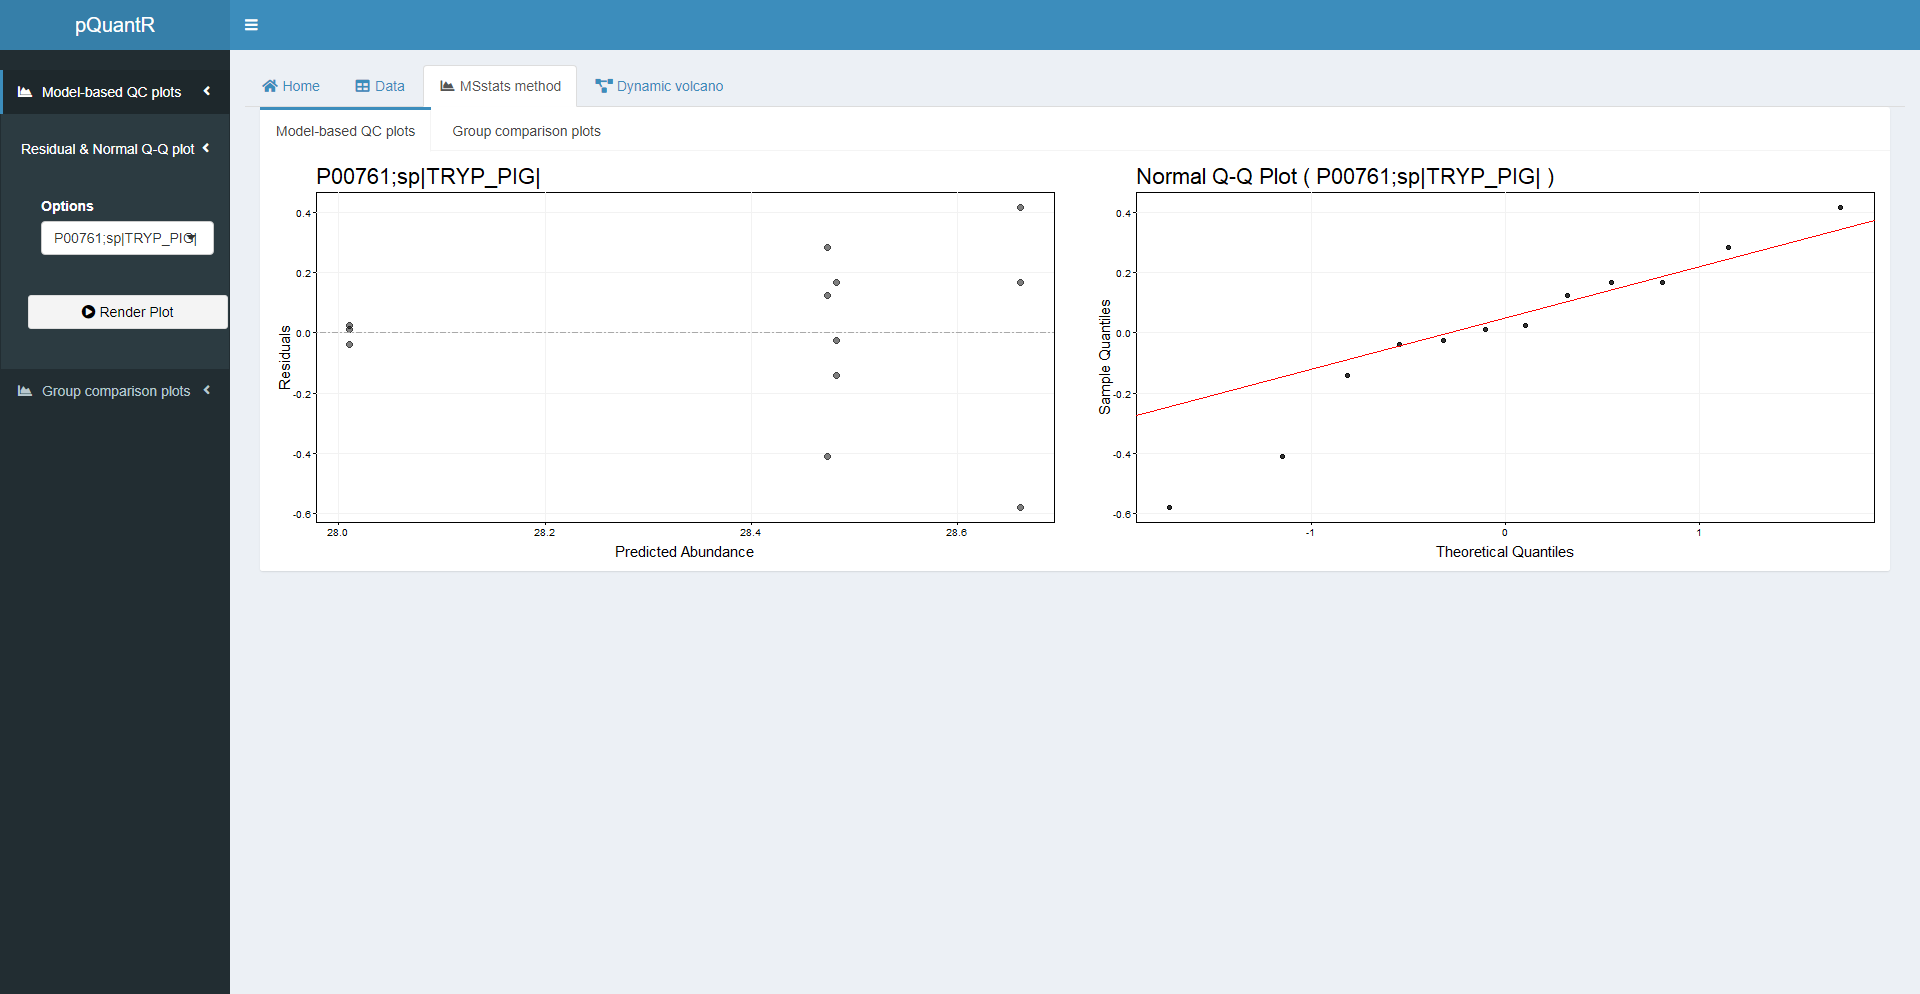 pQuantR
Model-based QC plots
Residual & Normal Q-Q plot
Options
P00761;sp|TRYP_PIG|
Render Plot
Group comparison plots
Home
Data
MSstats method
Dynamic volcano
Model-based QC plots
Group comparison plots
P00761;sp|TRYP_PIG|
Residuals
0.4
0.2
0.0
-0.2
-0.4
-0.6
28.0
28.2
28.4
28.6
Predicted Abundance
Normal Q-Q Plot ( P00761;sp|TRYP_PIG| )
Sample Quantiles
0.4
0.2
0.0
-0.2
-0.4
-0.6
-1
0
1
Theoretical Quantiles